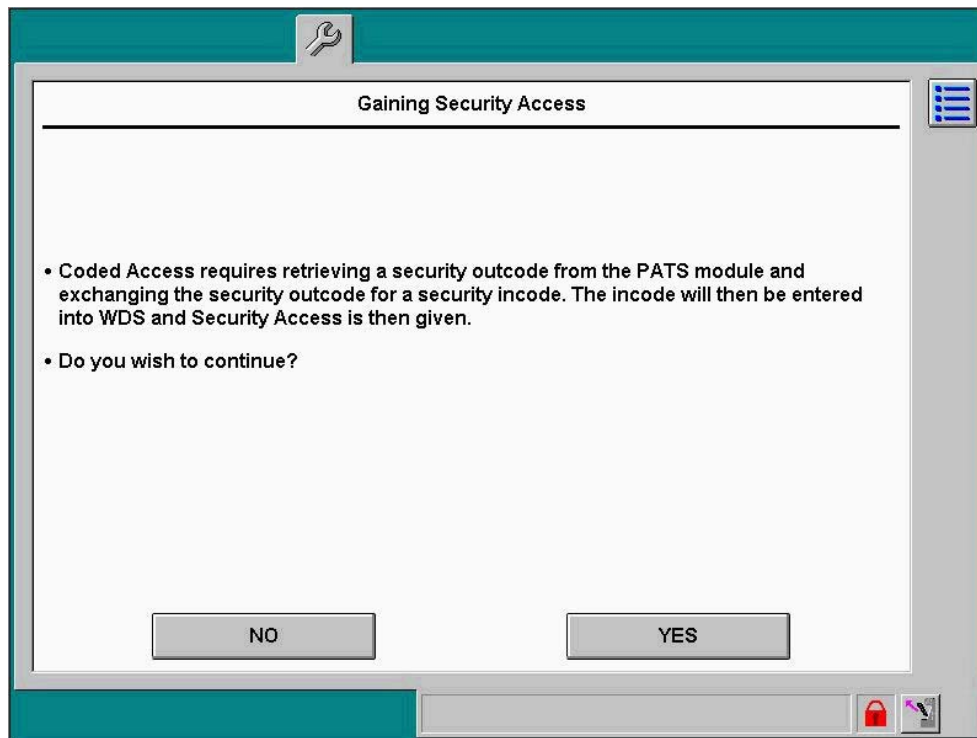 Gaining Security Access
• Coded Access requires retrieving a security outcode from the PATS module and
exchanging the security outcode for a security incode. The incode will then be entered
into WDS and Security Access is then given.
• Do you wish to continue?
NO
YES